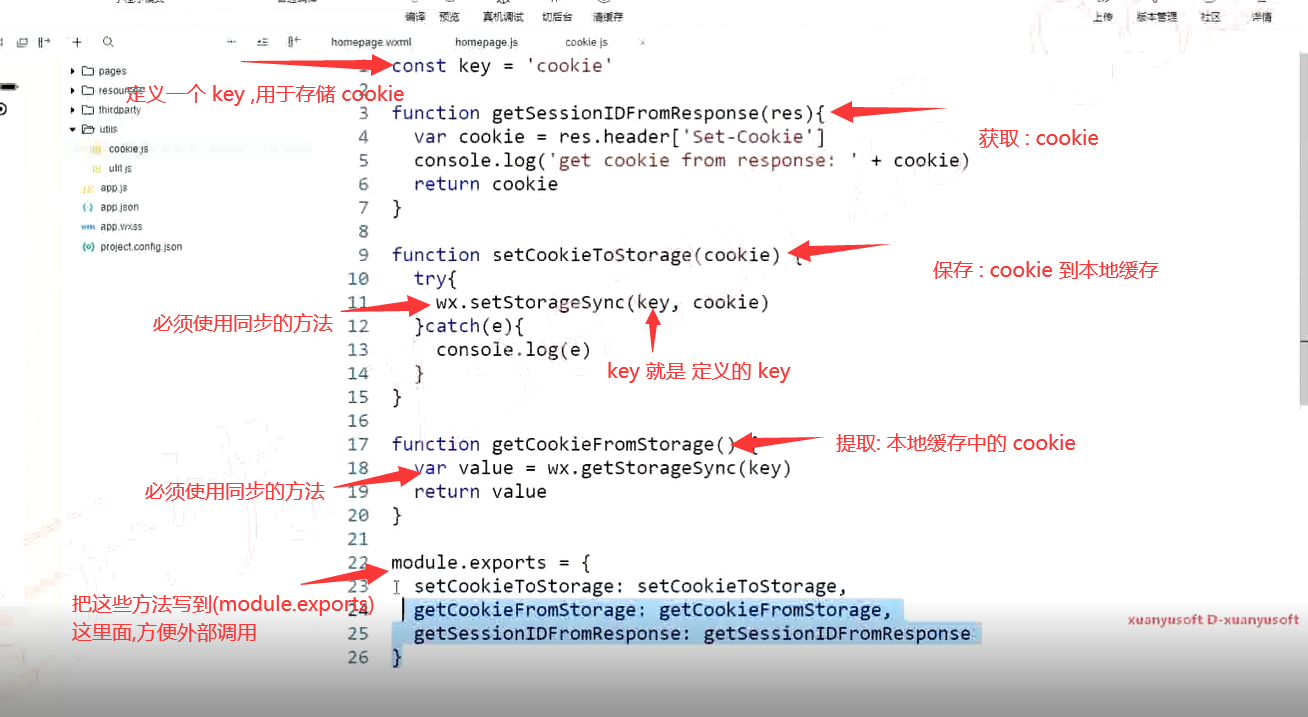 编译 预览 真机调试 切后台 清缓存 上传 版本管理 社区 详情
homepage.wxml homepage.js cookie.js
pages
resource
thirdparty
utils
cookie.js
util.js
app.js
app.json
app.wxss
project.config.json
1 const key = 'cookie'
定义一个 key ,用于存储 cookie
2
3 function getSessionIDFromResponse(res){
获取 : cookie
4 var cookie = res.header['Set-Cookie']
5 console.log('get cookie from response: ' + cookie)
6 return cookie
7 }
8
9 function setCookieToStorage(cookie) {
保存 : cookie 到本地缓存
10 try{
11 wx.setStorageSync(key, cookie)
必须使用同步的方法
12 }catch(e){
13 console.log(e)
key 就是 定义的 key
14 }
15 }
16
17 function getCookieFromStorage() {
提取: 本地缓存中的 cookie
18 var value = wx.getStorageSync(key)
必须使用同步的方法
19 return value
20 }
21
22 module.exports = {
23 setCookieToStorage: setCookieToStorage,
把这些方法写到(module.exports)
这里面,方便外部调用
24 getCookieFromStorage: getCookieFromStorage,
25 getSessionIDFromResponse: getSessionIDFromResponse
26 }
xuanyusoft D-xuanyusoft